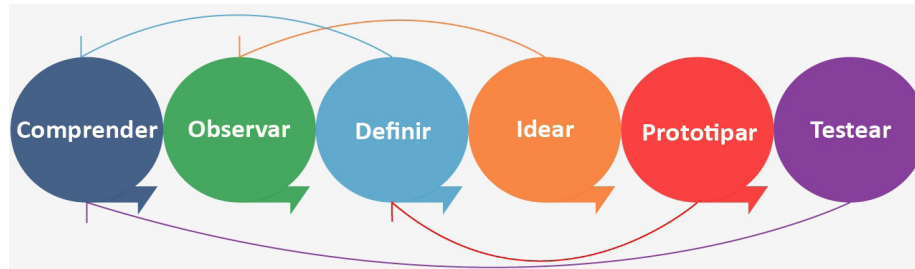 Comprender
Observar
Definir
Idear
Prototipar
Testear